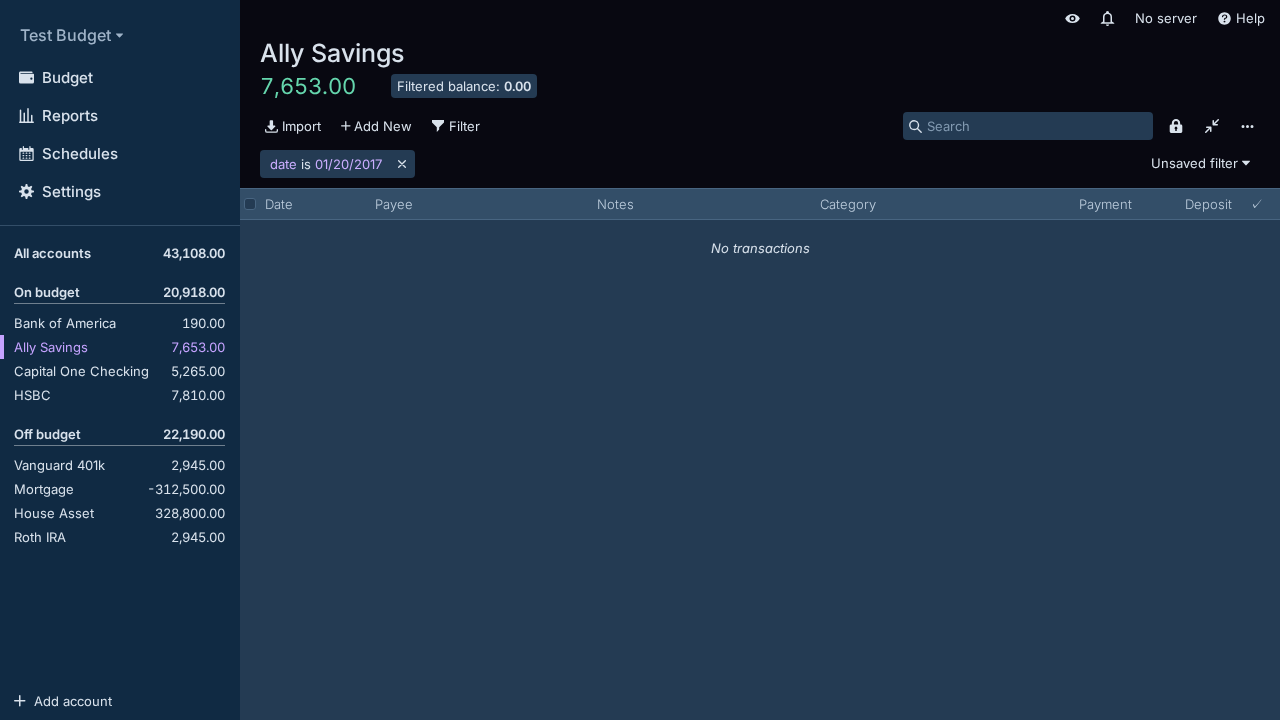 Test Budget
Budget
Reports
Schedules
Settings
All accounts 43,108.00
On budget 20,918.00
Bank of America 190.00
Ally Savings 7,653.00
Capital One Checking 5,265.00
HSBC 7,810.00
Off budget 22,190.00
Vanguard 401k 2,945.00
Mortgage -312,500.00
House Asset 328,800.00
Roth IRA 2,945.00
Add account
No server Help
Ally Savings
7,653.00 Filtered balance: 0.00
Import Add New Filter Search
date is 01/20/2017 Unsaved filter
Date Payee Notes Category Payment Deposit ✓
No transactions